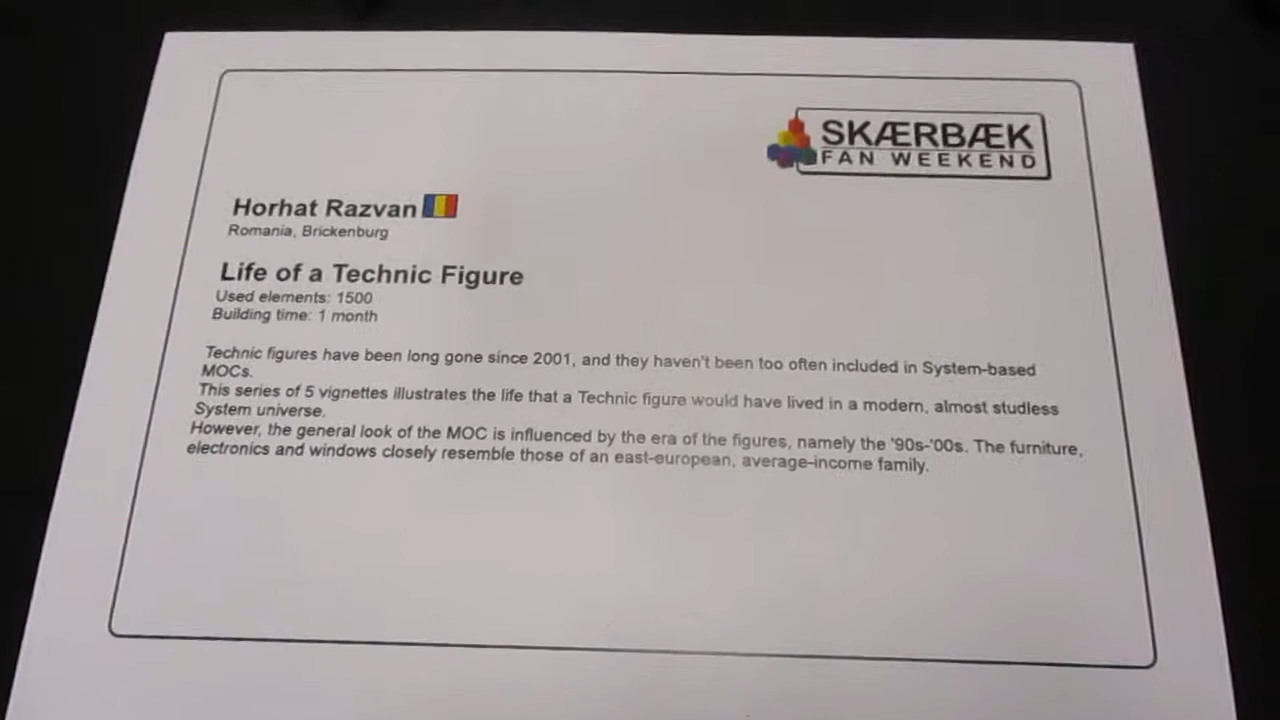 SKÆRBÆK
FAN WEEKEND
Horhat Razvan
Romania, Brickenburg
Life of a Technic Figure
Used elements: 1500
Building time: 1 month
Technic figures have been long gone since 2001, and they haven't been too often included in System-based
MOCs.
This series of 5 vignettes illustrates the life that a Technic figure would have lived in a modern, almost studless
System universe.
However, the general look of the MOC is influenced by the era of the figures, namely the '90s-'00s. The furniture,
electronics and windows closely resemble those of an east-european, average-income family.